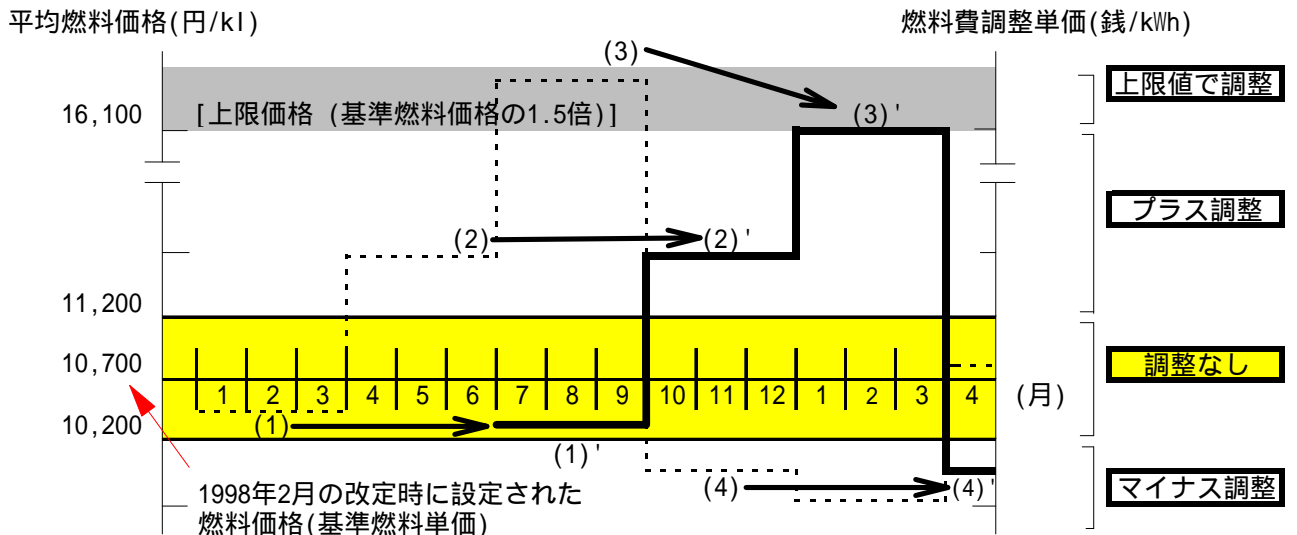 平均燃料価格(円/kl)
燃料費調整単価(銭/kWh)
(3)
上限値で調整
16,100
[上限価格 (基準燃料価格の1.5倍)]
(3)'
プラス調整
(2)
(2)'
11,200
10,700
調整なし
1 2 3 4 5 6 7 8 9 10 11 12 1 2 3 4 (月)
10,200
(1)
(1)'
(4)
(4)'
マイナス調整
1998年2月の改定時に設定された
燃料価格(基準燃料単価)